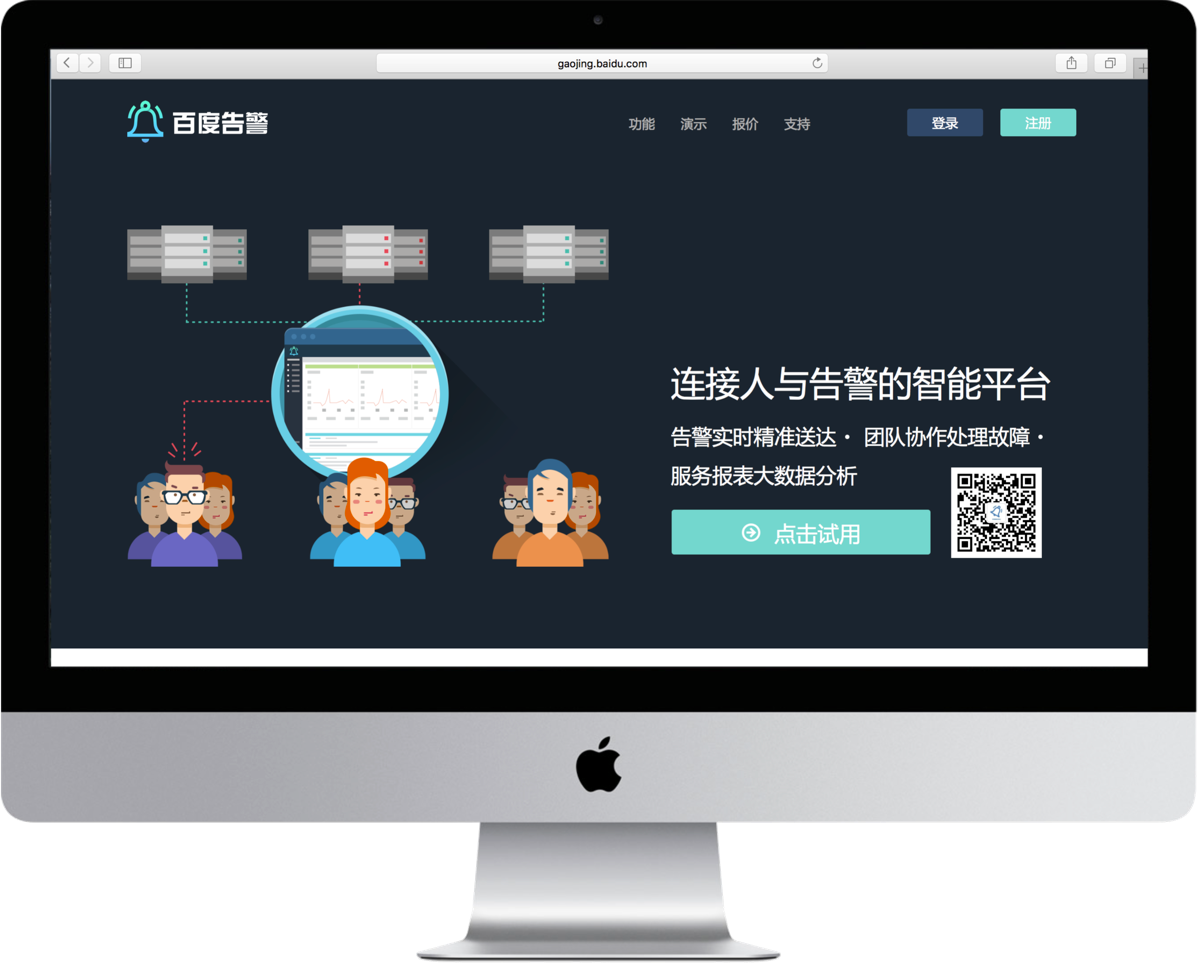 gaojing.baidu.com
百度告警
功能 演示 报价 支持 登录 注册
连接人与告警的智能平台
告警实时精准送达· 团队协作处理故障·
服务报表大数据分析
点击试用